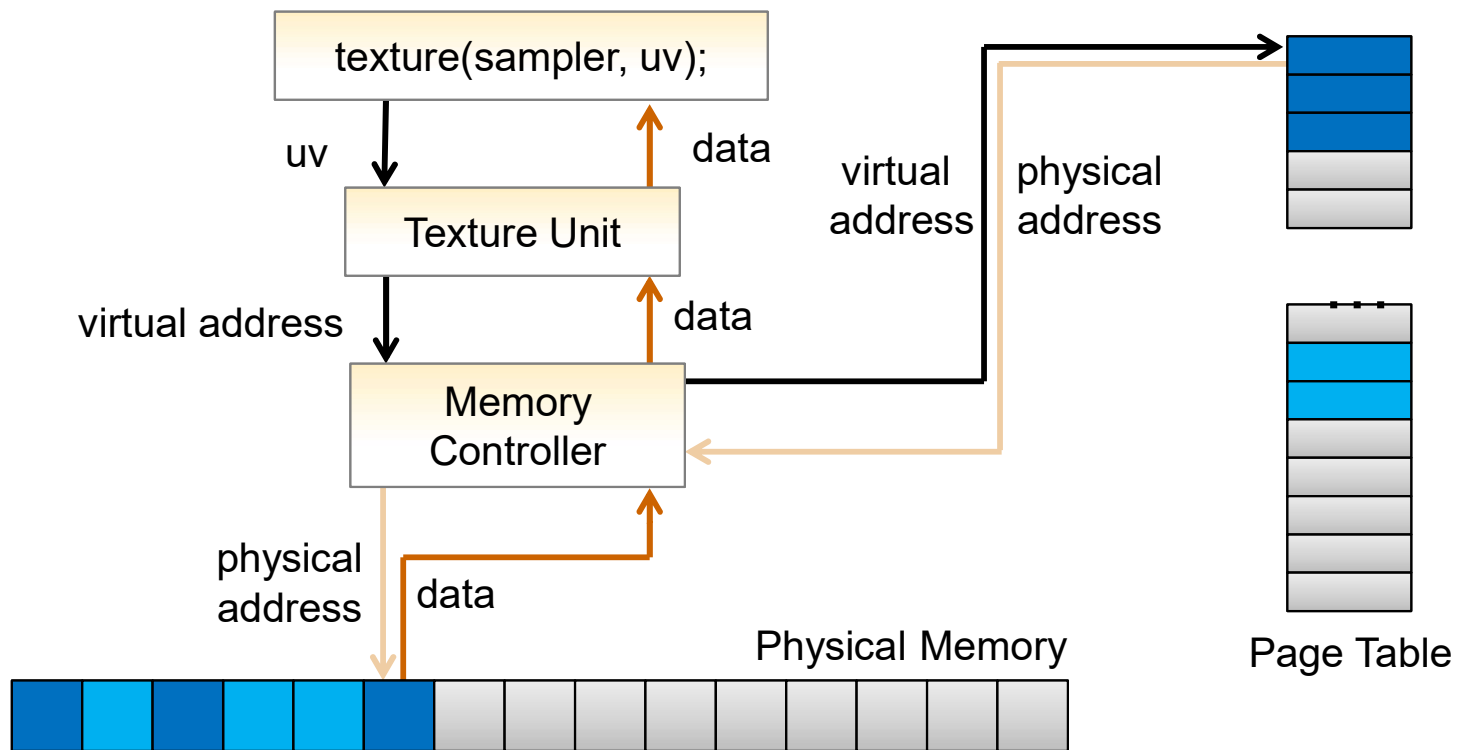 texture(sampler, uv);
uv
data
virtual
address
physical
address
Texture Unit
virtual address
data
Memory
Controller
physical
address
data
Physical Memory
Page Table